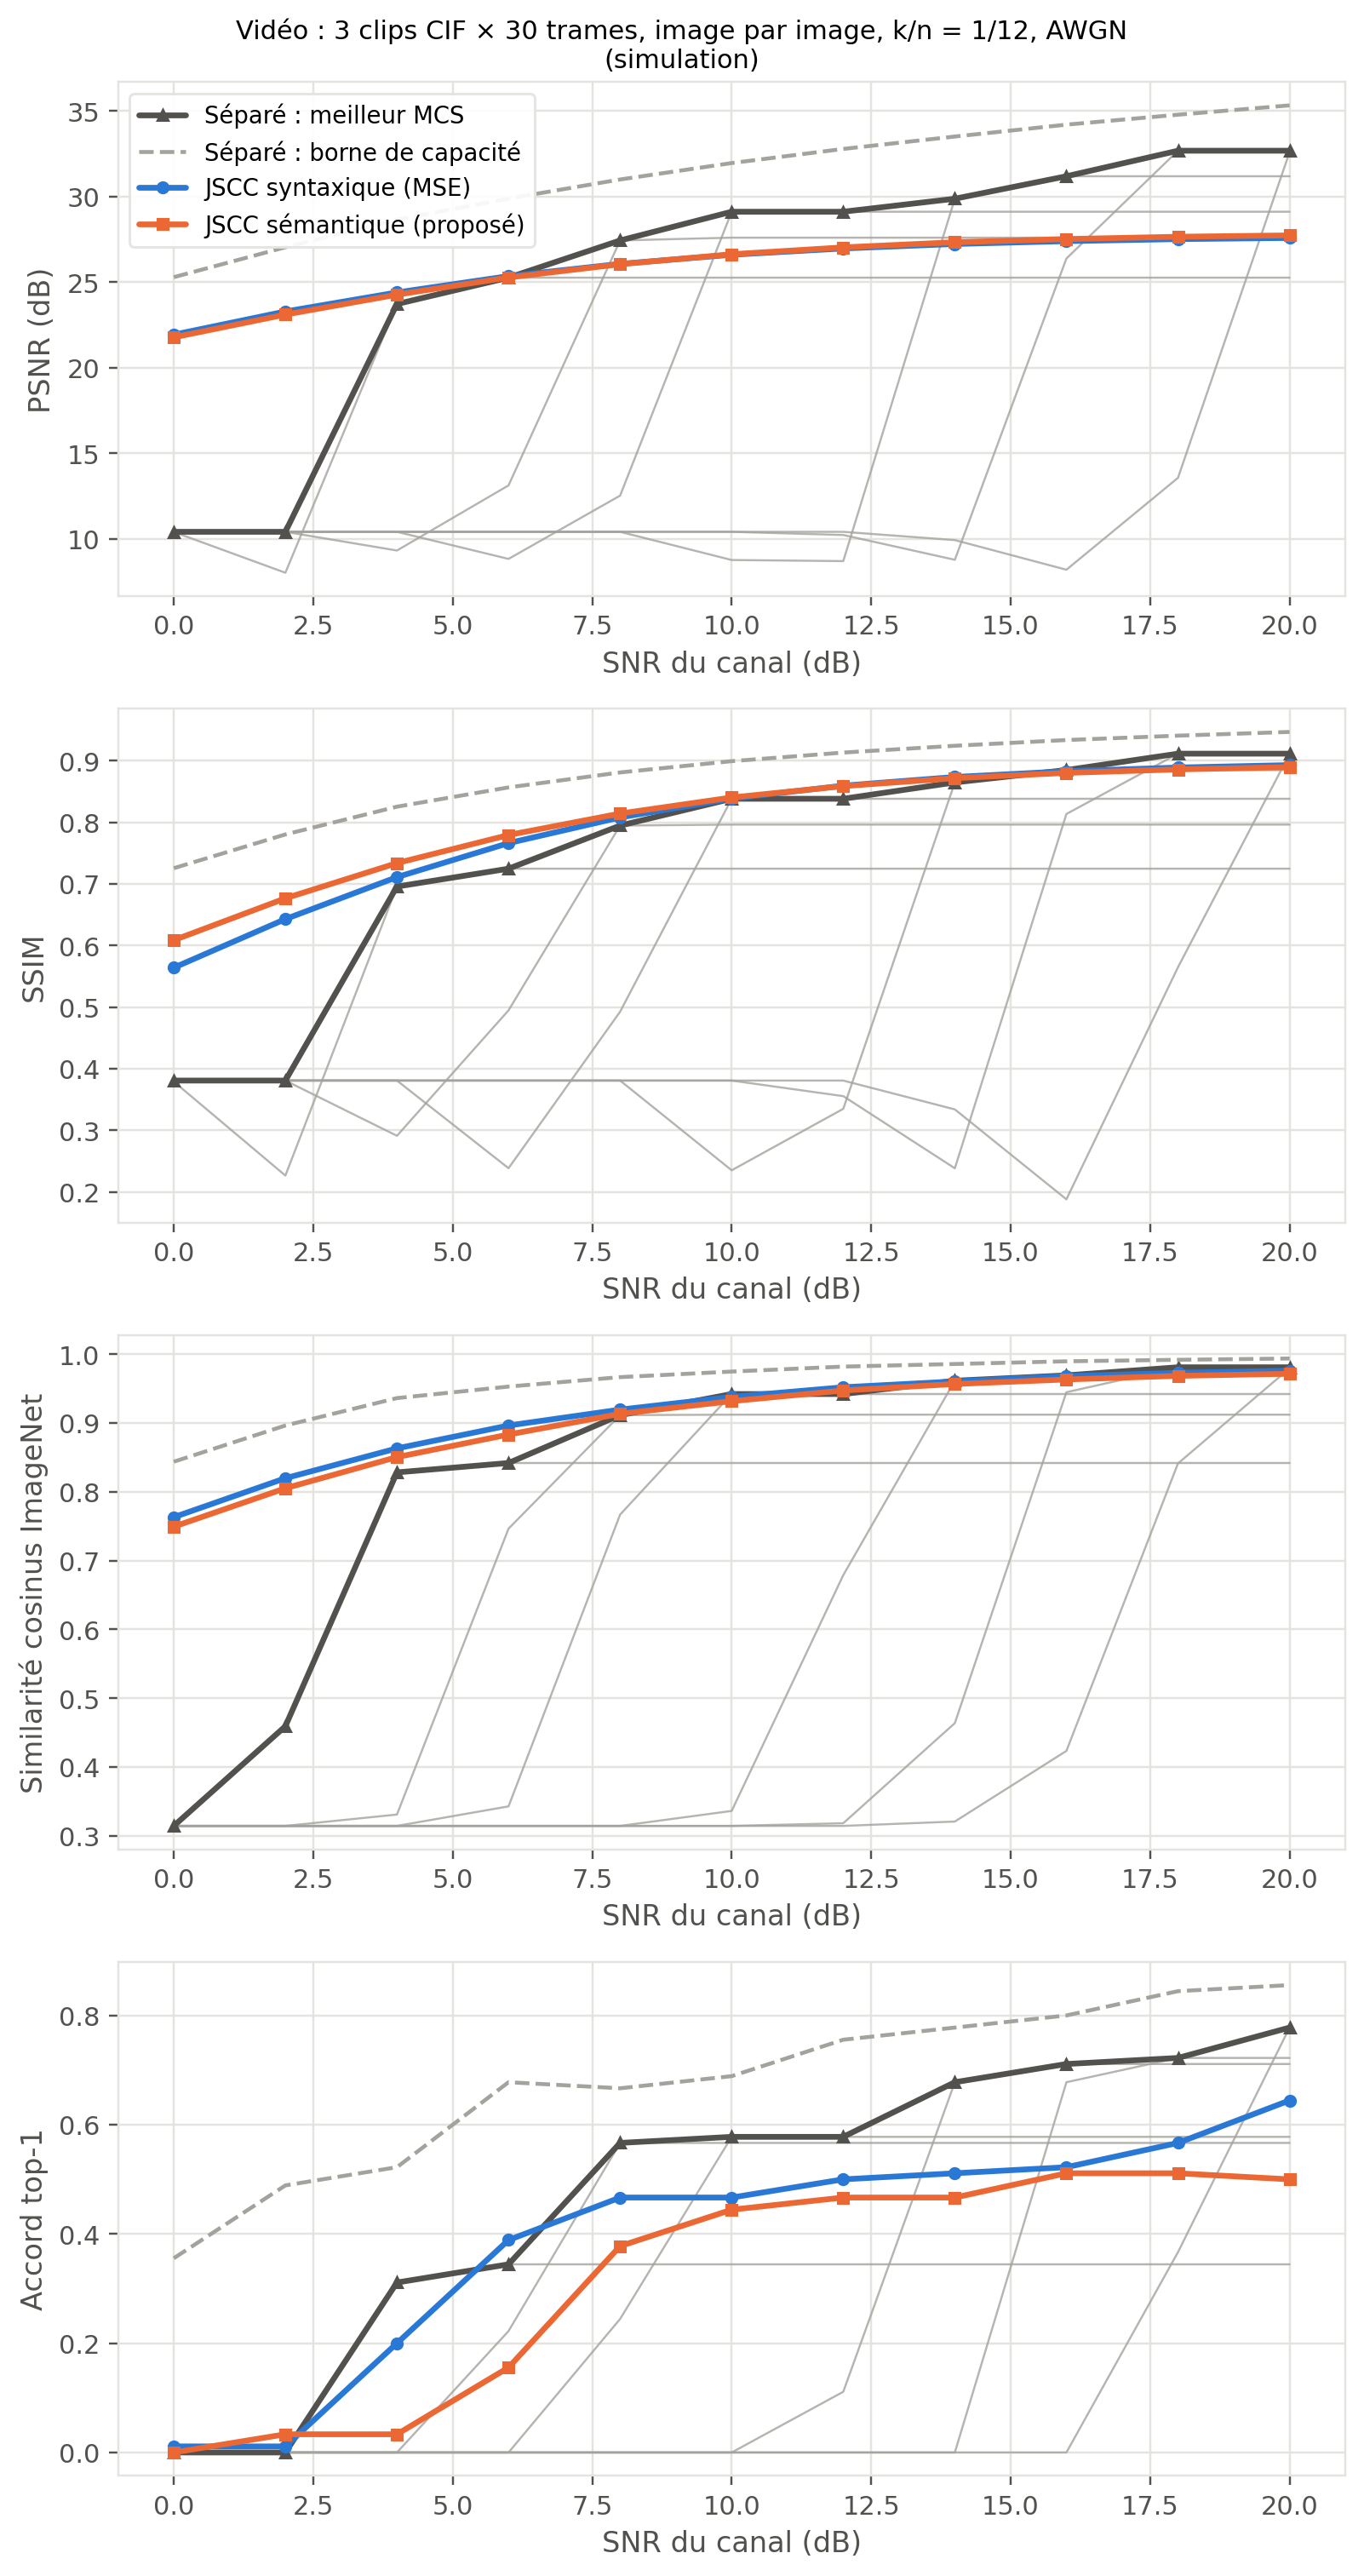 Vidéo : 3 clips CIF × 30 trames, image par image, k/n = 1/12, AWGN
(simulation)
Séparé : meilleur MCS
Séparé : borne de capacité
JSCC syntaxique (MSE)
JSCC sémantique (proposé)
PSNR (dB)
35
30
25
20
15
10
0.0 2.5 5.0 7.5 10.0 12.5 15.0 17.5 20.0
SNR du canal (dB)
SSIM
0.9
0.8
0.7
0.6
0.5
0.4
0.3
0.2
0.0 2.5 5.0 7.5 10.0 12.5 15.0 17.5 20.0
SNR du canal (dB)
Similarité cosinus ImageNet
1.0
0.9
0.8
0.7
0.6
0.5
0.4
0.3
0.0 2.5 5.0 7.5 10.0 12.5 15.0 17.5 20.0
SNR du canal (dB)
Accord top-1
0.8
0.6
0.4
0.2
0.0
0.0 2.5 5.0 7.5 10.0 12.5 15.0 17.5 20.0
SNR du canal (dB)